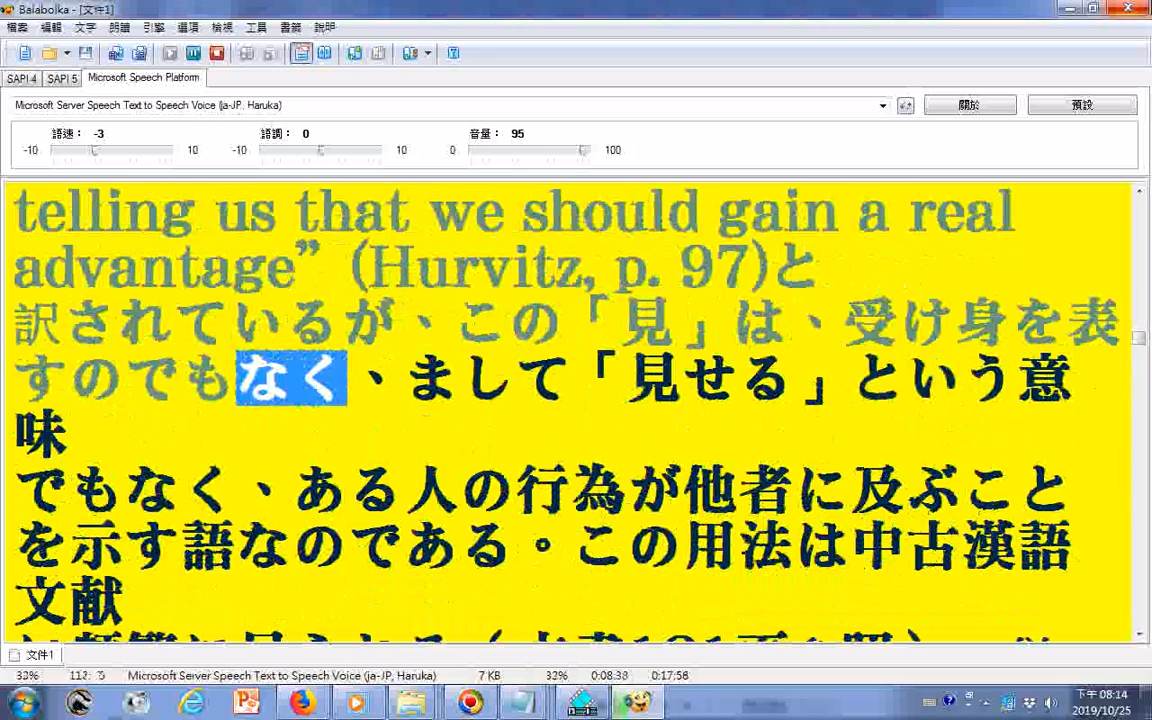 Balabolka - [文件1]
檔案 編輯 文字 朗讀 引擎 選項 檢視 工具 書籤 說明
SAPI 4 SAPI 5 Microsoft Speech Platform
Microsoft Server Speech Text to Speech Voice (ja-JP, Haruka) 關於 預設
語速： -3 語調： 0 音量： 95
-10 10 -10 10 0 100
telling us that we should gain a real
advantage” (Hurvitz, p. 97)と
訳されているが、この「見」は、受け身を表
すのでもなく、まして「見せる」という意
味
でもなく、ある人の行為が他者に及ぶこと
を示す語なのである。この用法は中古漢語
文献
文件1
33% Microsoft Server Speech Text to Speech Voice (ja-JP, Haruka) 7 KB 32% 0:08:33 0:17:58
下午 08:14
2019/10/25